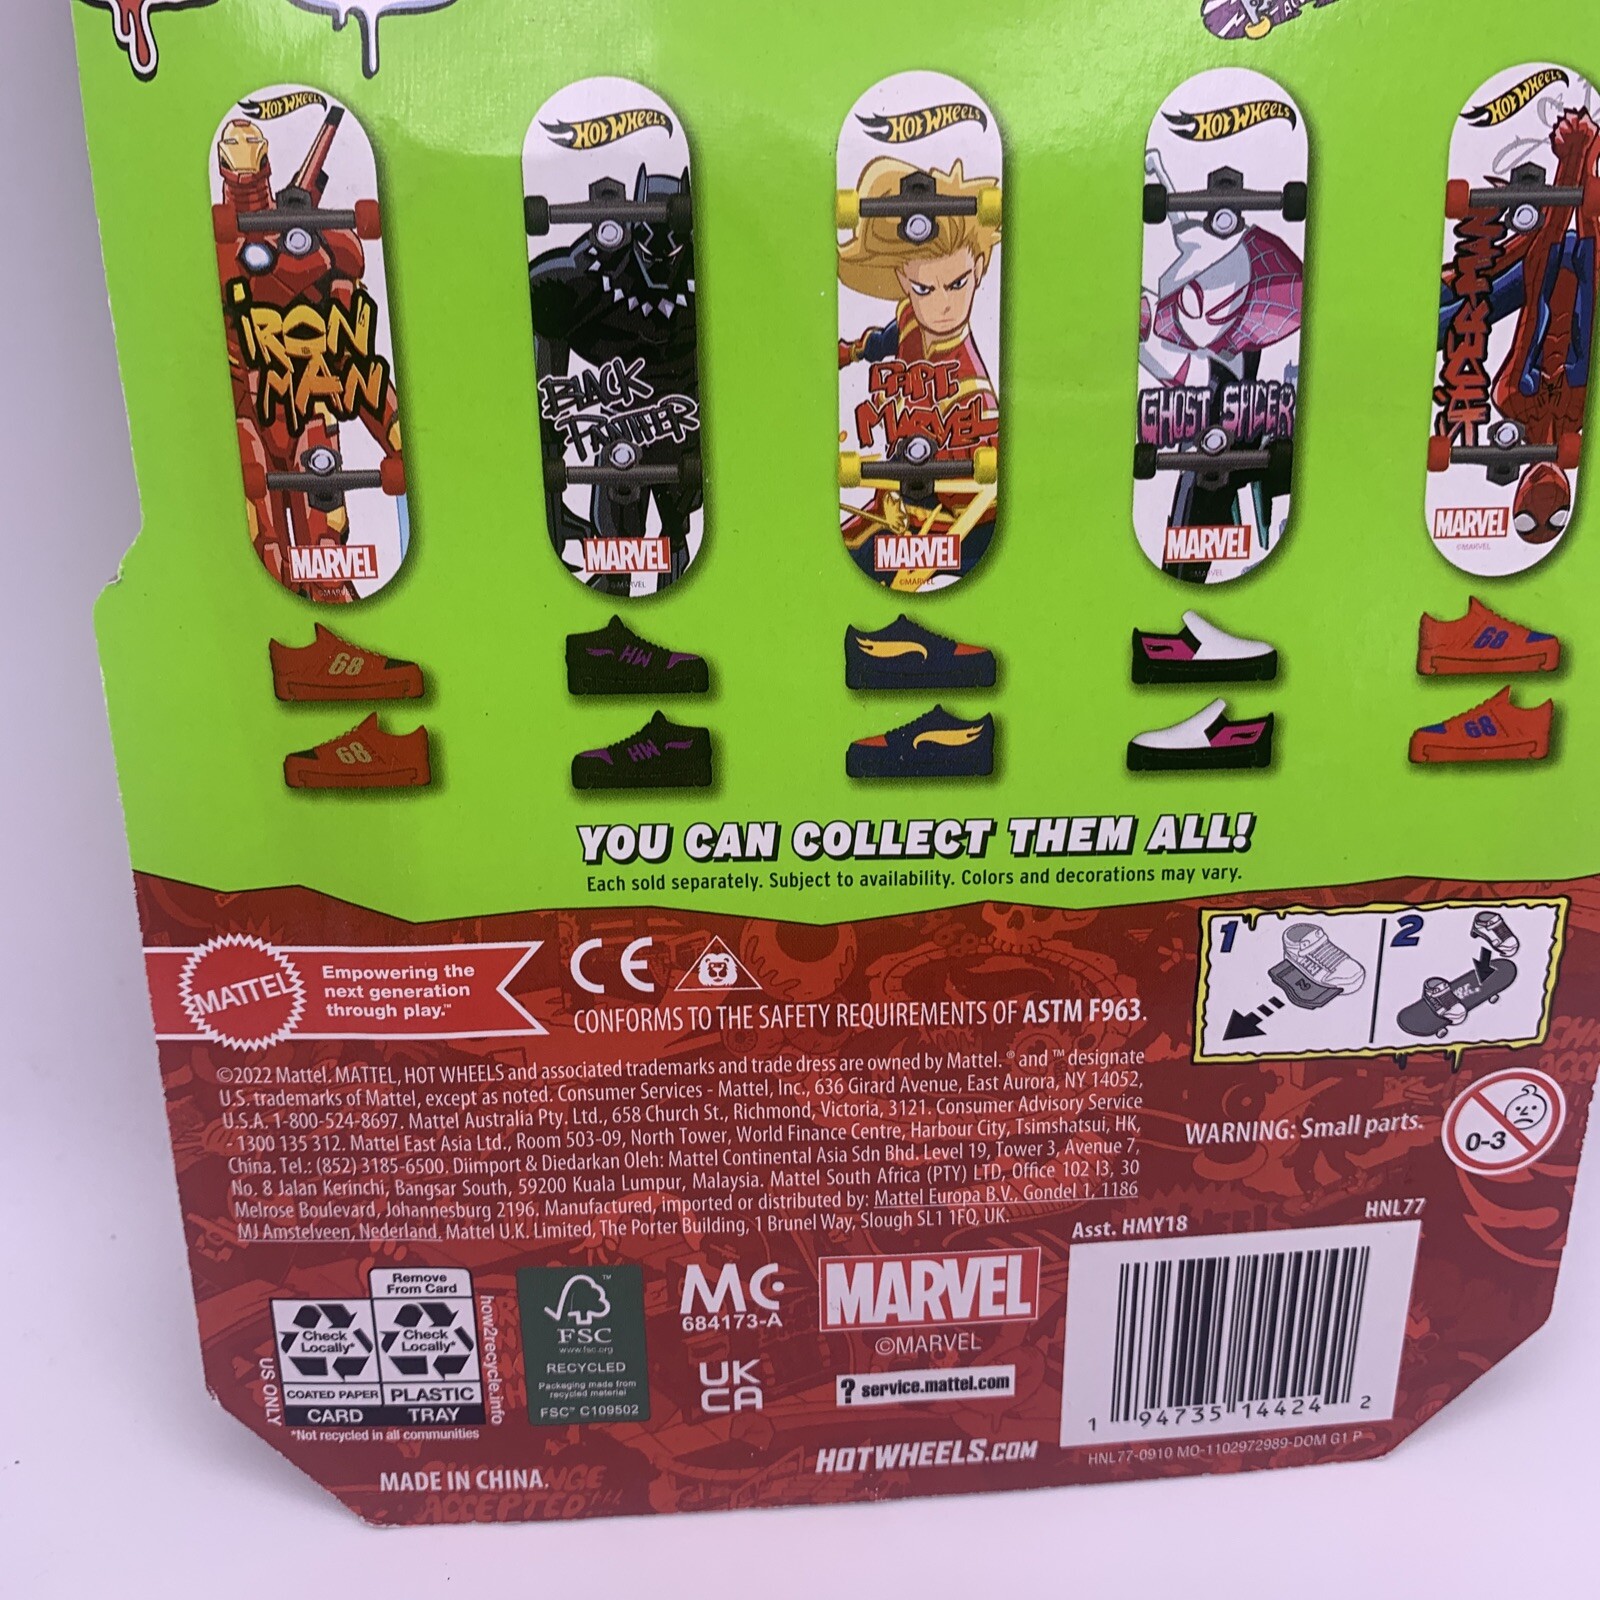 HOT WHEELS
HOT WHEELS
HOT WHEELS
HOT WHEELS
HOT WHEELS
IRON
MAN
BLACK
PANTHER
CAPT.
MARVEL
GHOST SPIDER
SPIDER-MAN
MARVEL
MARVEL
MARVEL
MARVEL
MARVEL
©MARVEL
©MARVEL
©MARVEL
©MARVEL
©MARVEL
68
HW
68
68
HW
68
YOU CAN COLLECT THEM ALL!
Each sold separately. Subject to availability. Colors and decorations may vary.
MATTEL
Empowering the
next generation
through play.™
CE
CONFORMS TO THE SAFETY REQUIREMENTS OF ASTM F963.
1
2
©2022 Mattel. MATTEL, HOT WHEELS and associated trademarks and trade dress are owned by Mattel. ® and ™ designate
U.S. trademarks of Mattel, except as noted. Consumer Services - Mattel, Inc., 636 Girard Avenue, East Aurora, NY 14052,
U.S.A. 1-800-524-8697. Mattel Australia Pty. Ltd., 658 Church St., Richmond, Victoria, 3121. Consumer Advisory Service
- 1300 135 312. Mattel East Asia Ltd., Room 503-09, North Tower, World Finance Centre, Harbour City, Tsimshatsui, HK,
China. Tel.: (852) 3185-6500. Diimport & Diedarkan Oleh: Mattel Continental Asia Sdn Bhd. Level 19, Tower 3, Avenue 7,
No. 8 Jalan Kerinchi, Bangsar South, 59200 Kuala Lumpur, Malaysia. Mattel South Africa (PTY) LTD, Office 102 I3, 30
Melrose Boulevard, Johannesburg 2196. Manufactured, imported or distributed by: Mattel Europa B.V., Gondel 1, 1186
MJ Amstelveen, Nederland. Mattel U.K. Limited, The Porter Building, 1 Brunel Way, Slough SL1 1FQ, UK.
WARNING: Small parts.
0-3
Asst. HMY18
HNL77
1 94735 14424 2
HNL77-0910 MO-1102972989-DOM G1 P
US ONLY
Remove
From Card
Check
Locally*
Check
Locally*
COATED PAPER
PLASTIC
CARD
TRAY
how2recycle.info
*Not recycled in all communities
FSC
www.fsc.org
RECYCLED
Packaging made from
recycled material
FSC™ C109502
MC
684173-A
UK
CA
MARVEL
©MARVEL
? service.mattel.com
HOTWHEELS.COM
MADE IN CHINA.
ACCEPTED!!!